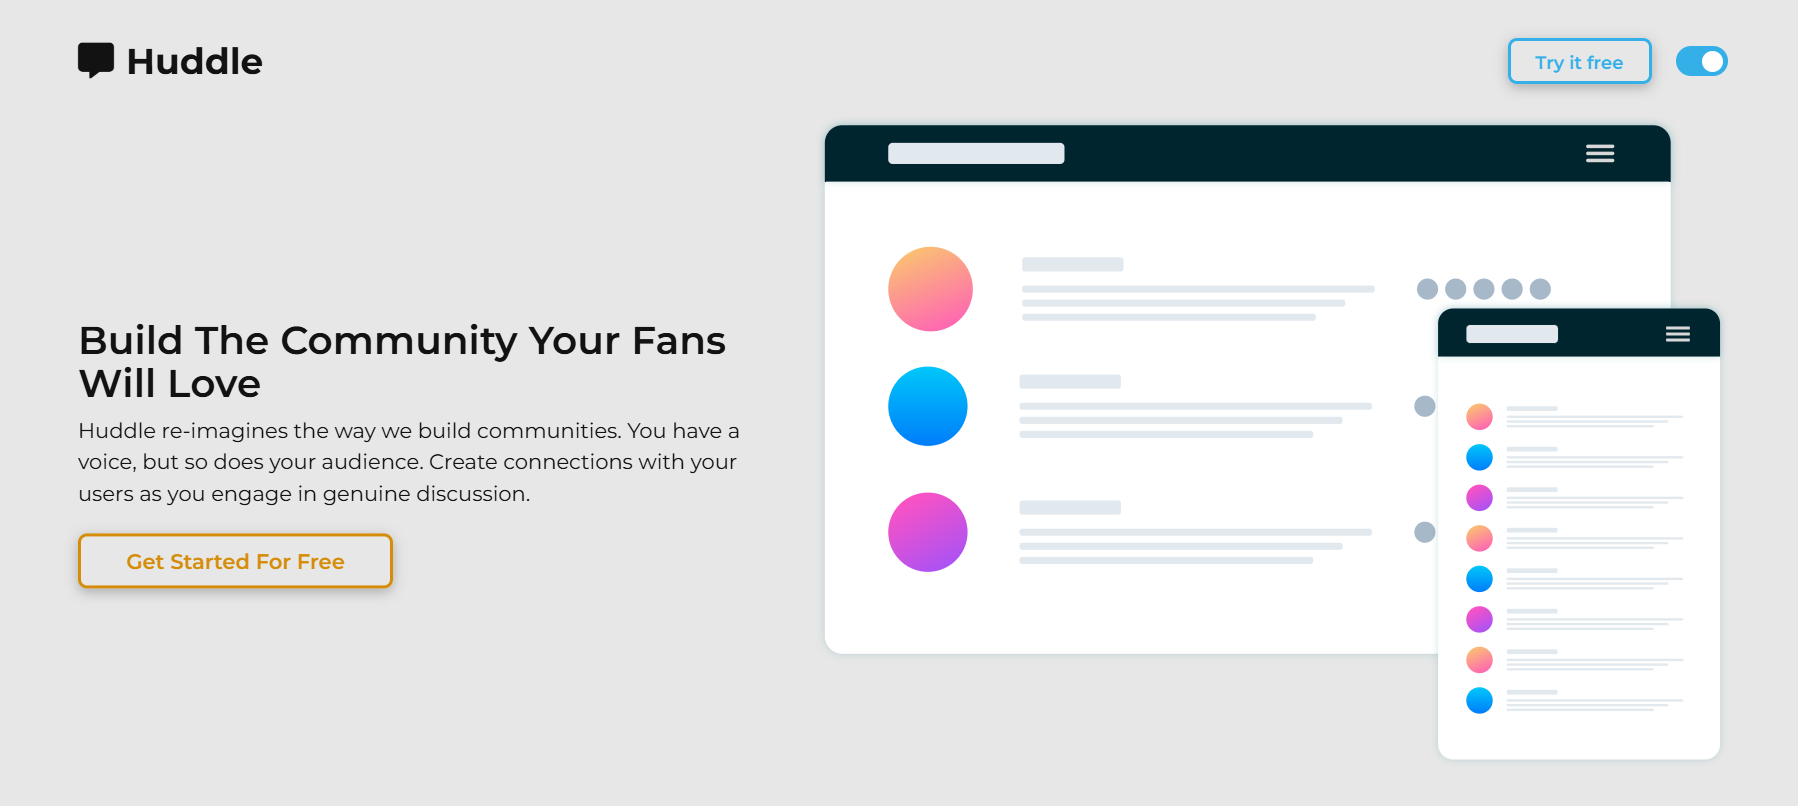 Huddle
Try it free
Build The Community Your Fans
Will Love
Huddle re-imagines the way we build communities. You have a
voice, but so does your audience. Create connections with your
users as you engage in genuine discussion.
Get Started For Free